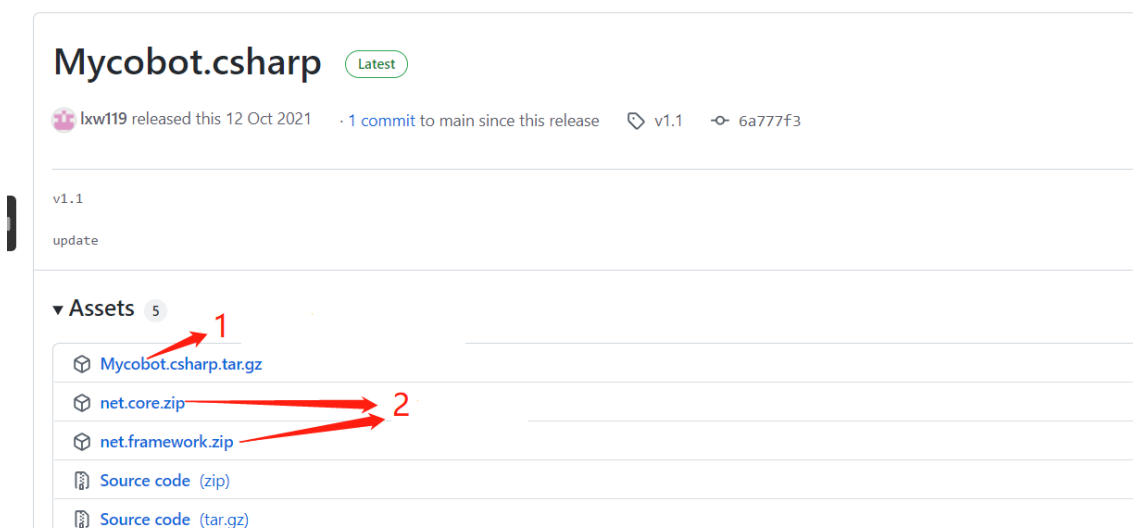 Mycobot.csharp Latest
lxw119 released this 12 Oct 2021 · 1 commit to main since this release v1.1 6a777f3
v1.1
update
Assets 5
1
Mycobot.csharp.tar.gz
net.core.zip 2
net.framework.zip
Source code (zip)
Source code (tar.gz)